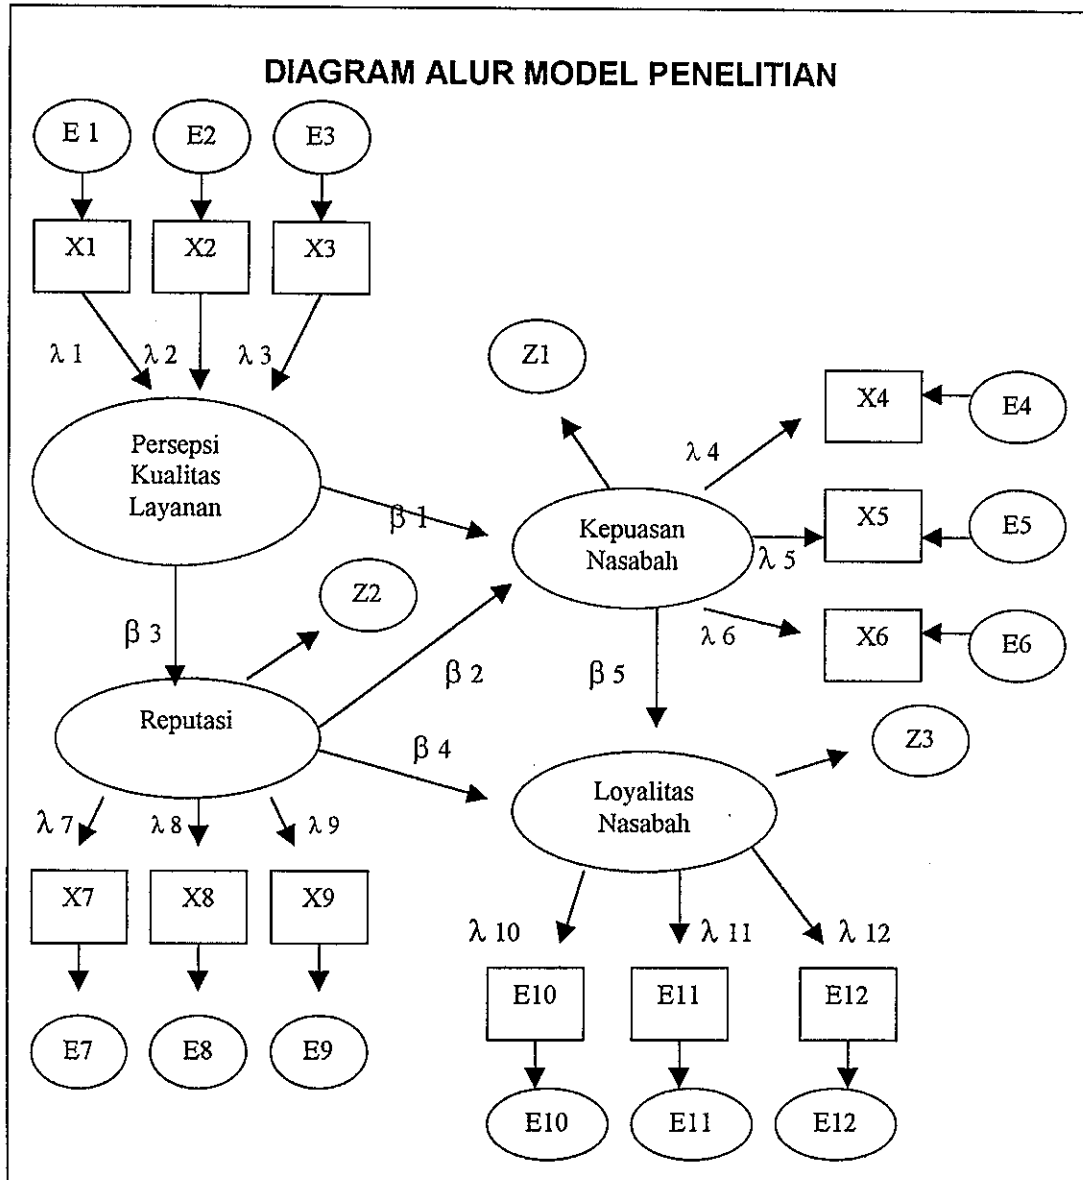 DIAGRAM ALUR MODEL PENELITIAN
E 1 E2 E3
X1 X2 X3
λ 1 λ 2 λ 3
Z1
X4 E4
λ 4
Persepsi
Kualitas
Layanan
β 1
Kepuasan
Nasabah
X5 E5
λ 5
Z2
β 3
λ 6
X6 E6
β 2
β 5
Reputasi
β 4
Z3
Loyalitas
Nasabah
λ 7 λ 8 λ 9
X7 X8 X9
λ 10 λ 11 λ 12
E10 E11 E12
E7 E8 E9
E10 E11 E12